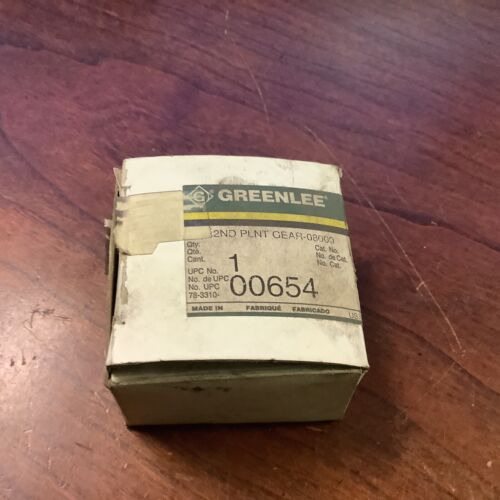 G GREENLEE®
2ND PLNT GEAR-08000
Qty.
Qté.
Cant.
1
Cat. No.
No. de Cat.
No. Cat.
UPC No.
No. de UPC
No. UPC
78-3310-
00654
MADE IN FABRIQUÉ FABRICADO